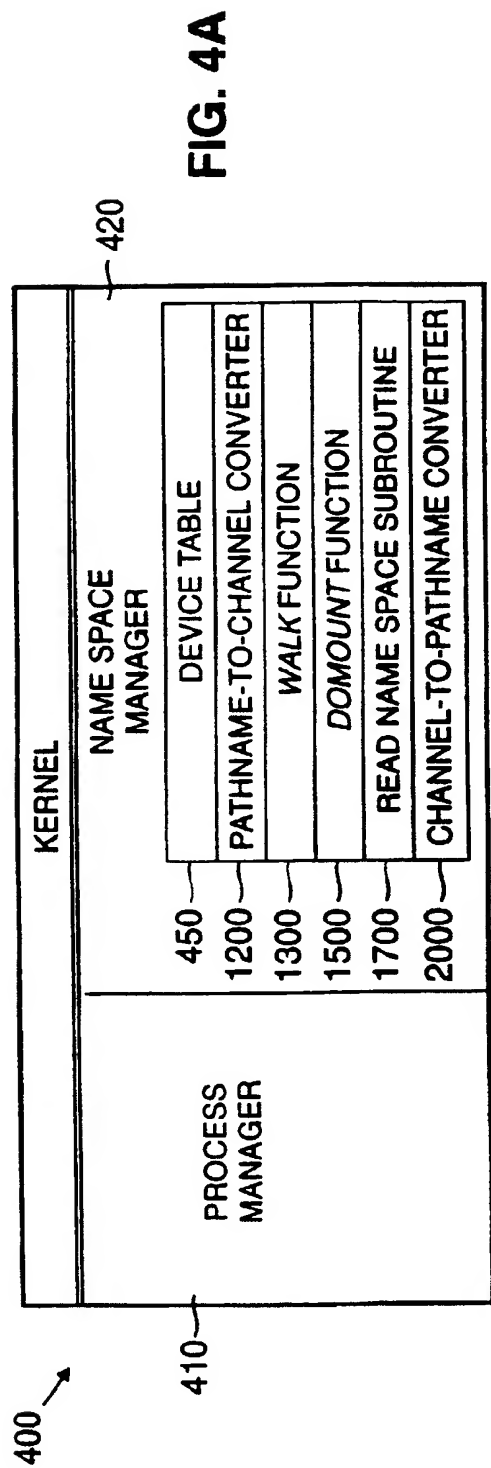 FIG. 4A
400
KERNEL
410
PROCESS
MANAGER
420
NAME SPACE
MANAGER
450
DEVICE TABLE
1200
PATHNAME-TO-CHANNEL CONVERTER
1300
WALK FUNCTION
1500
DOMOUNT FUNCTION
1700
READ NAME SPACE SUBROUTINE
2000
CHANNEL-TO-PATHNAME CONVERTER